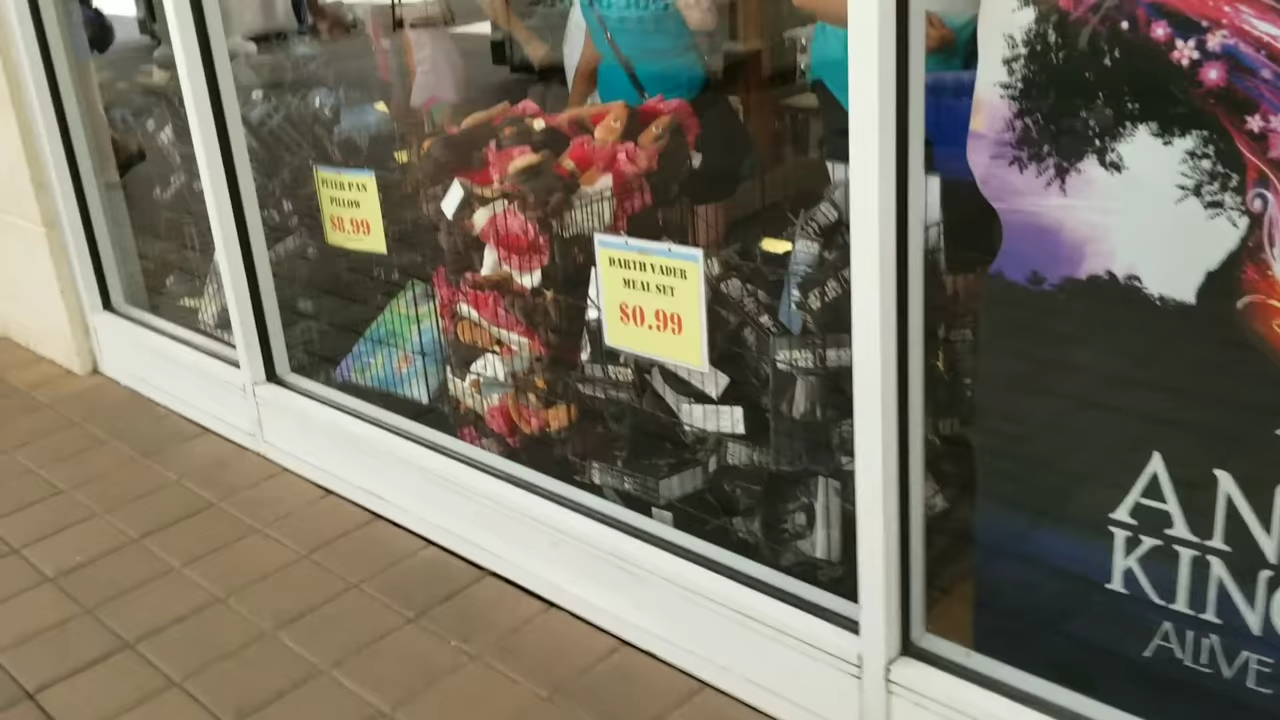 PETER PAN
PILLOW
$8.99
DARTH VADER
MEAL SET
$0.99
AN
KIN
ALIVE